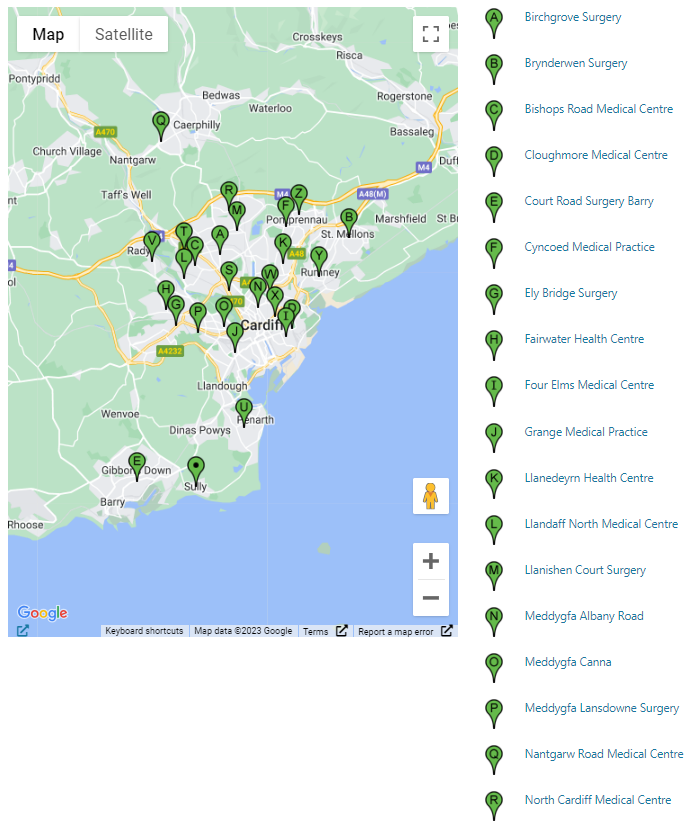 Map
Satellite
Crosskeys
Risca
Pontypridd
Bedwas
Waterloo
Rogerstone
Q
Caerphilly
A470
Bassaleg
Church Village
Nantgarw
M4
Duff
Taff's Well
R
M4
Z
A48(M)
M
F
Pontprennau
B
Marshfield
St B
St. Mellons
V
T
A
K
C
A48
Rady
L
Y
Rumney
S
W
H
N
G
X
P
O
70
D
I
Cardiff
J
A4232
Llandough
Wenvoe
U
Penarth
Dinas Powys
E
Gibbon Down
Sully
Barry
Rhoose
Google
Keyboard shortcuts
Map data ©2023 Google
Terms
Report a map error
A Birchgrove Surgery
B Brynderwen Surgery
C Bishops Road Medical Centre
D Cloughmore Medical Centre
E Court Road Surgery Barry
F Cyncoed Medical Practice
G Ely Bridge Surgery
H Fairwater Health Centre
I Four Elms Medical Centre
J Grange Medical Practice
K Llanedeyrn Health Centre
L Llandaff North Medical Centre
M Llanishen Court Surgery
N Meddygfa Albany Road
O Meddygfa Canna
P Meddygfa Lansdowne Surgery
Q Nantgarw Road Medical Centre
R North Cardiff Medical Centre